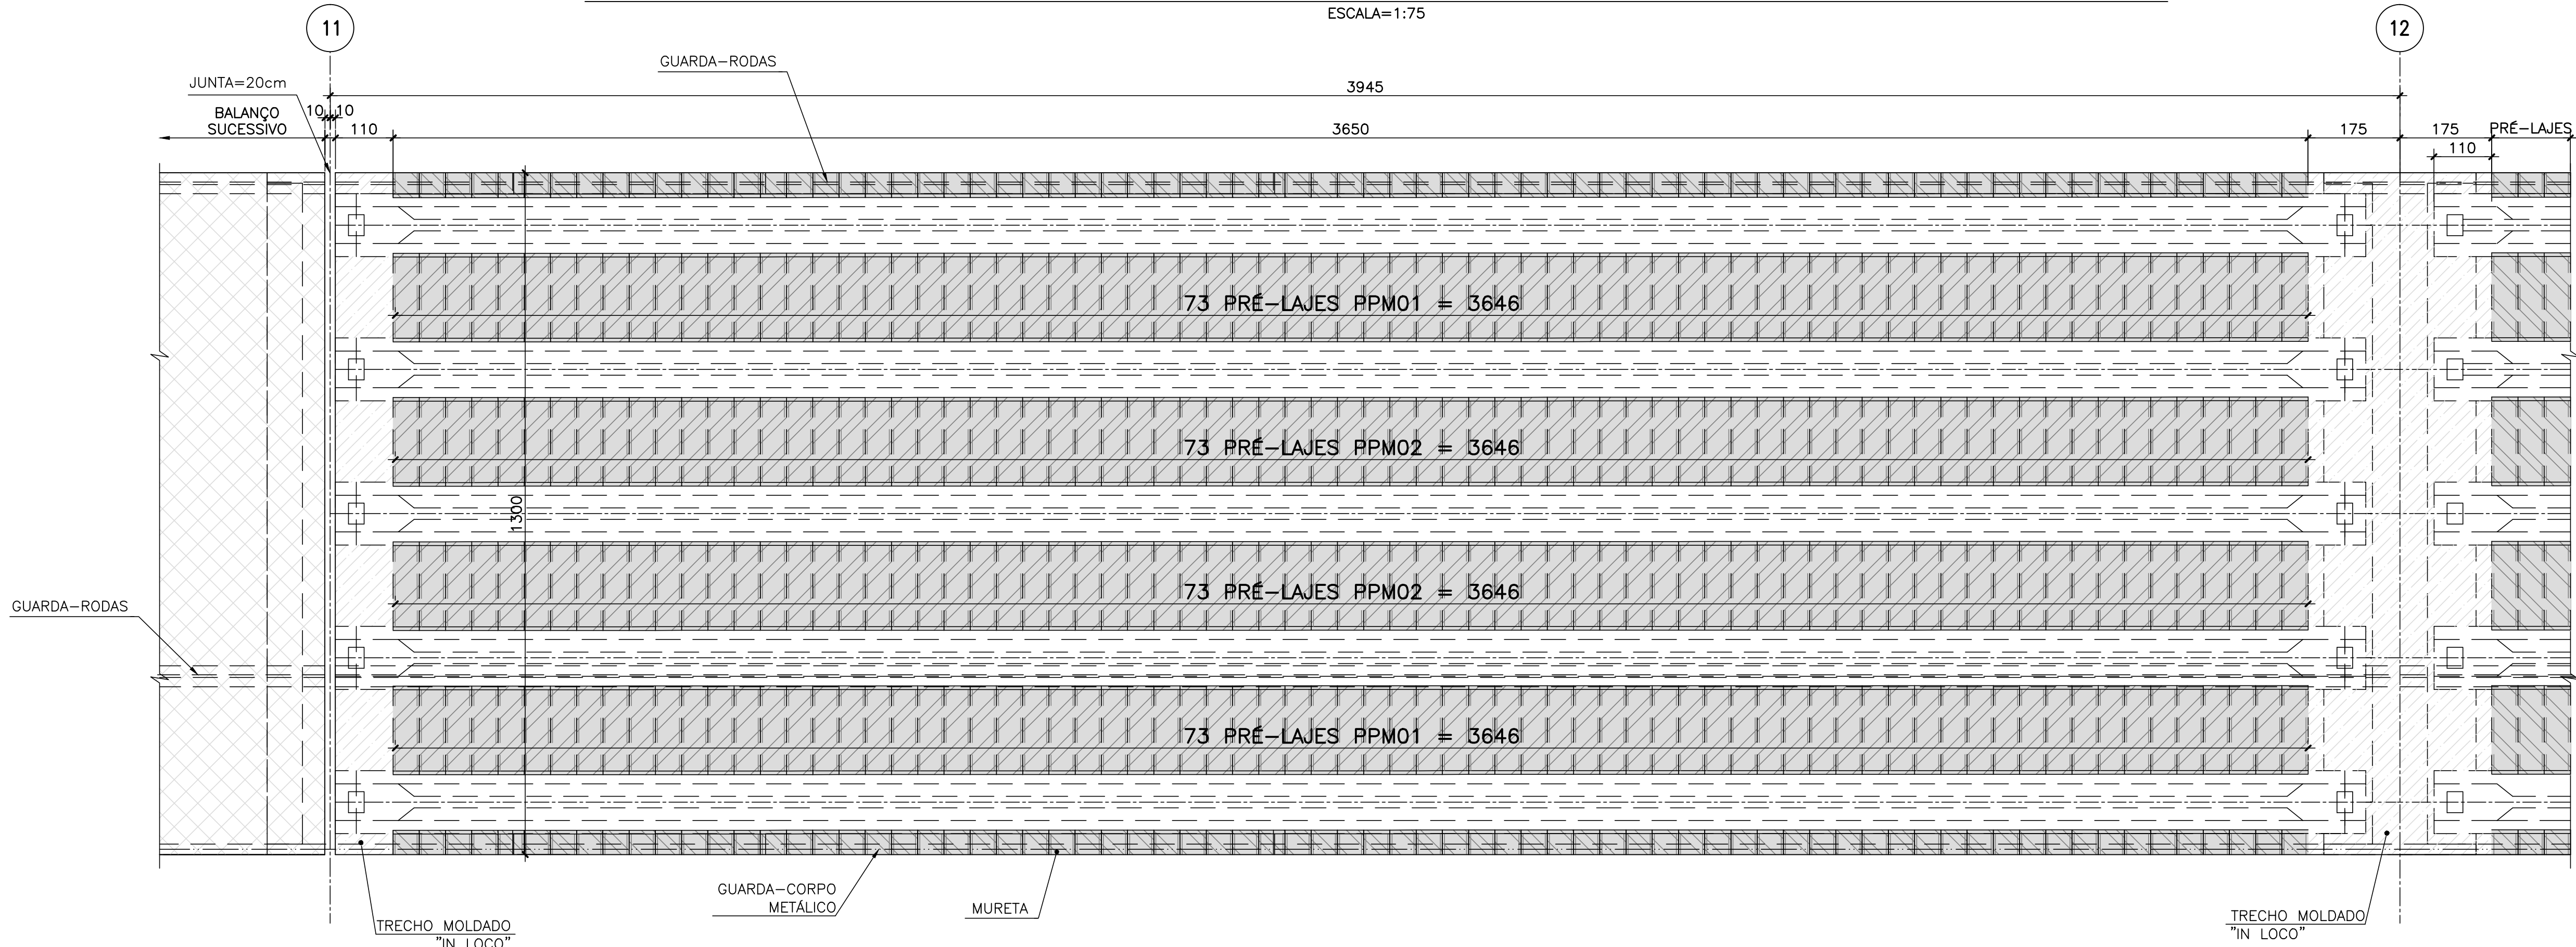 ESCALA=1:75
11
12
GUARDA-RODAS
JUNTA=20cm
3945
BALANÇO
SUCESSIVO
10
10
110
3650
175
175
PRÉ-LAJES
110
73 PRÉ-LAJES PPM01 = 3646
73 PRÉ-LAJES PPM02 = 3646
1300
73 PRÉ-LAJES PPM02 = 3646
GUARDA-RODAS
73 PRÉ-LAJES PPM01 = 3646
GUARDA-CORPO
METÁLICO
MURETA
TRECHO MOLDADO
"IN LOCO"
TRECHO MOLDADO
"IN LOCO"